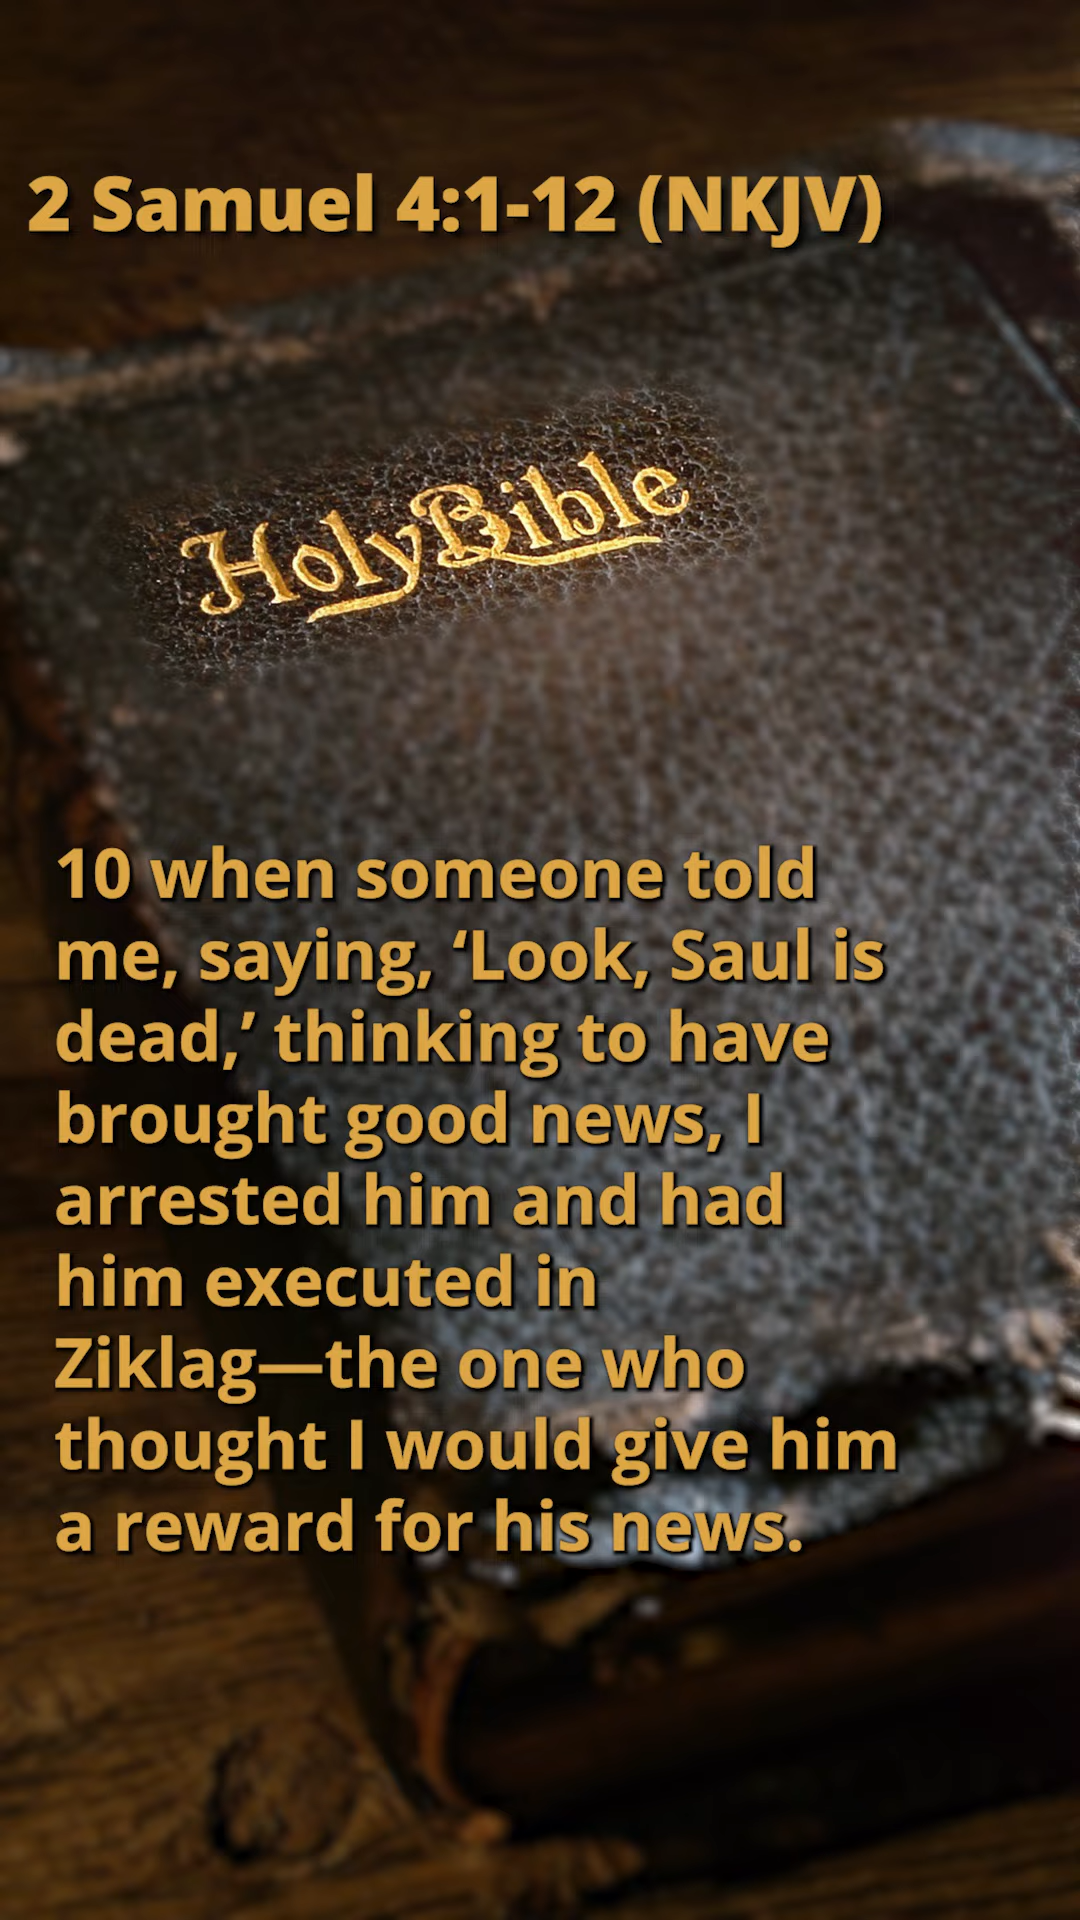 2 Samuel 4:1-12 (NKJV)
Holy Bible
10 when someone told
me, saying, ‘Look, Saul is
dead,’ thinking to have
brought good news, I
arrested him and had
him executed in
Ziklag—the one who
thought I would give him
a reward for his news.